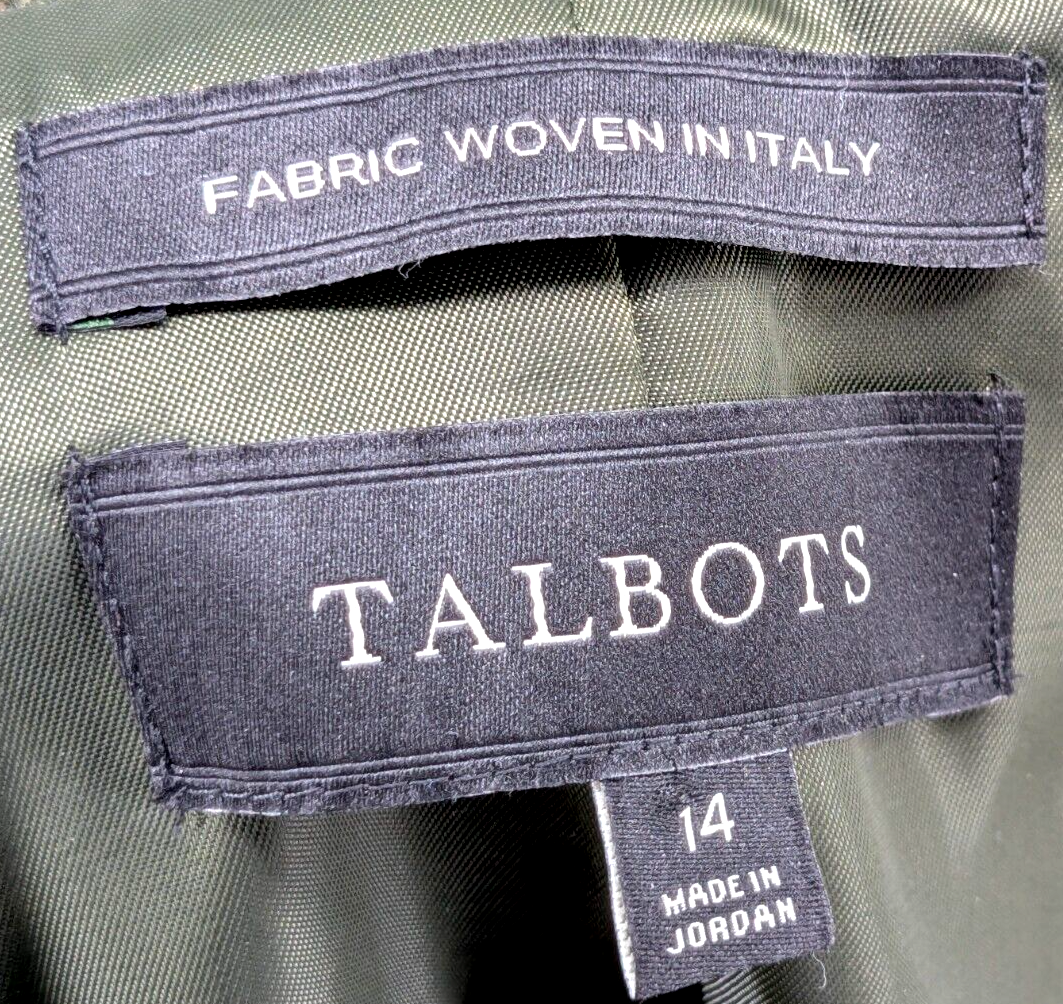 FABRIC WOVEN IN ITALY
TALBOTS
14
MADE IN
JORDAN